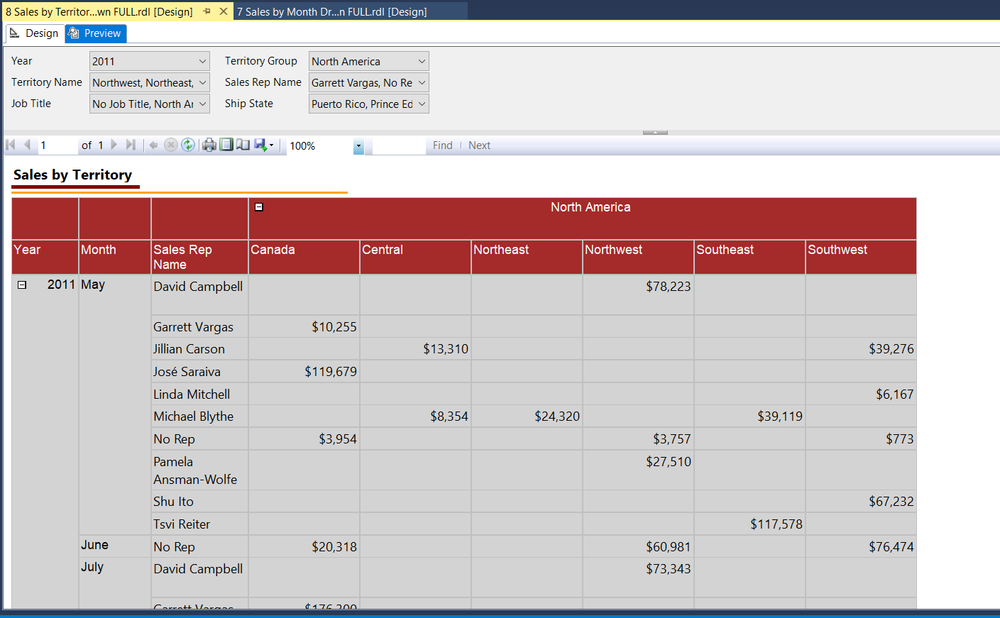 8 Sales by Territor...wn FULL.rdl [Design]
7 Sales by Month Dr...n FULL.rdl [Design]
Design
Preview
Year 2011 Territory Group North America
Territory Name Northwest, Northeast, Sales Rep Name Garrett Vargas, No Re
Job Title No Job Title, North Ar Ship State Puerto Rico, Prince Ed
1 of 1 100% Find | Next
Sales by Territory
North America
Year Month Sales Rep Name Canada Central Northeast Northwest Southeast Southwest
2011 May David Campbell $78,223
Garrett Vargas $10,255
Jillian Carson $13,310 $39,276
José Saraiva $119,679
Linda Mitchell $6,167
Michael Blythe $8,354 $24,320 $39,119
No Rep $3,954 $3,757 $773
Pamela
Ansman-Wolfe $27,510
Shu Ito $67,232
Tsvi Reiter $117,578
June No Rep $20,318 $60,981 $76,474
July David Campbell $73,343
Garrett Vargas $176,300